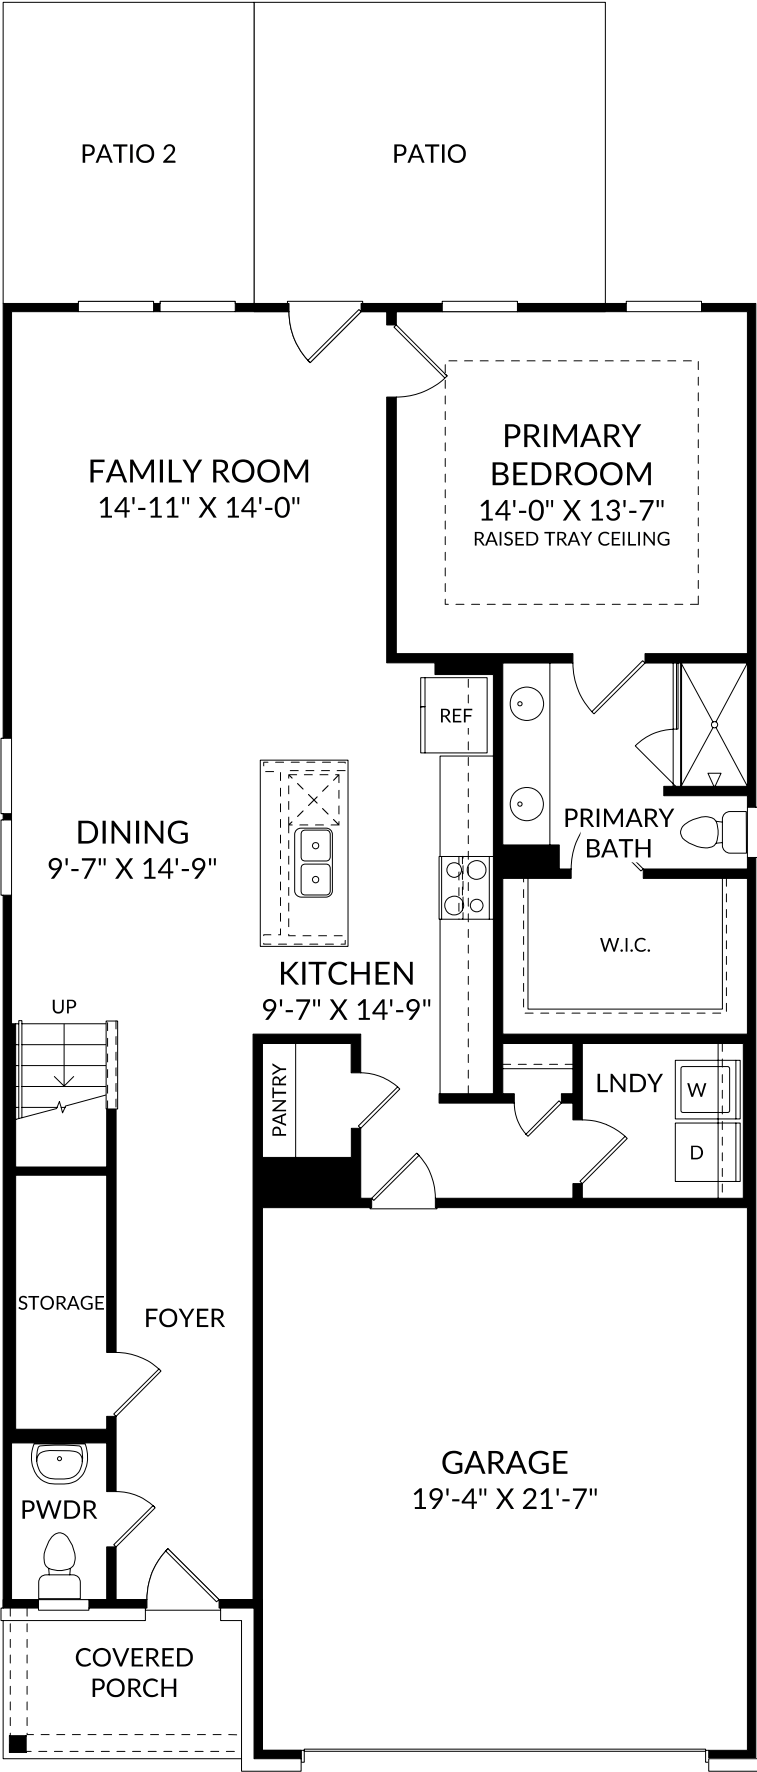 PATIO 2
PATIO
FAMILY ROOM
14'-11" X 14'-0"
PRIMARY
BEDROOM
14'-0" X 13'-7"
RAISED TRAY CEILING
REF
DINING
9'-7" X 14'-9"
PRIMARY
BATH
W.I.C.
KITCHEN
9'-7" X 14'-9"
UP
PANTRY
LNDY
W
D
STORAGE
FOYER
GARAGE
19'-4" X 21'-7"
PWDR
COVERED
PORCH